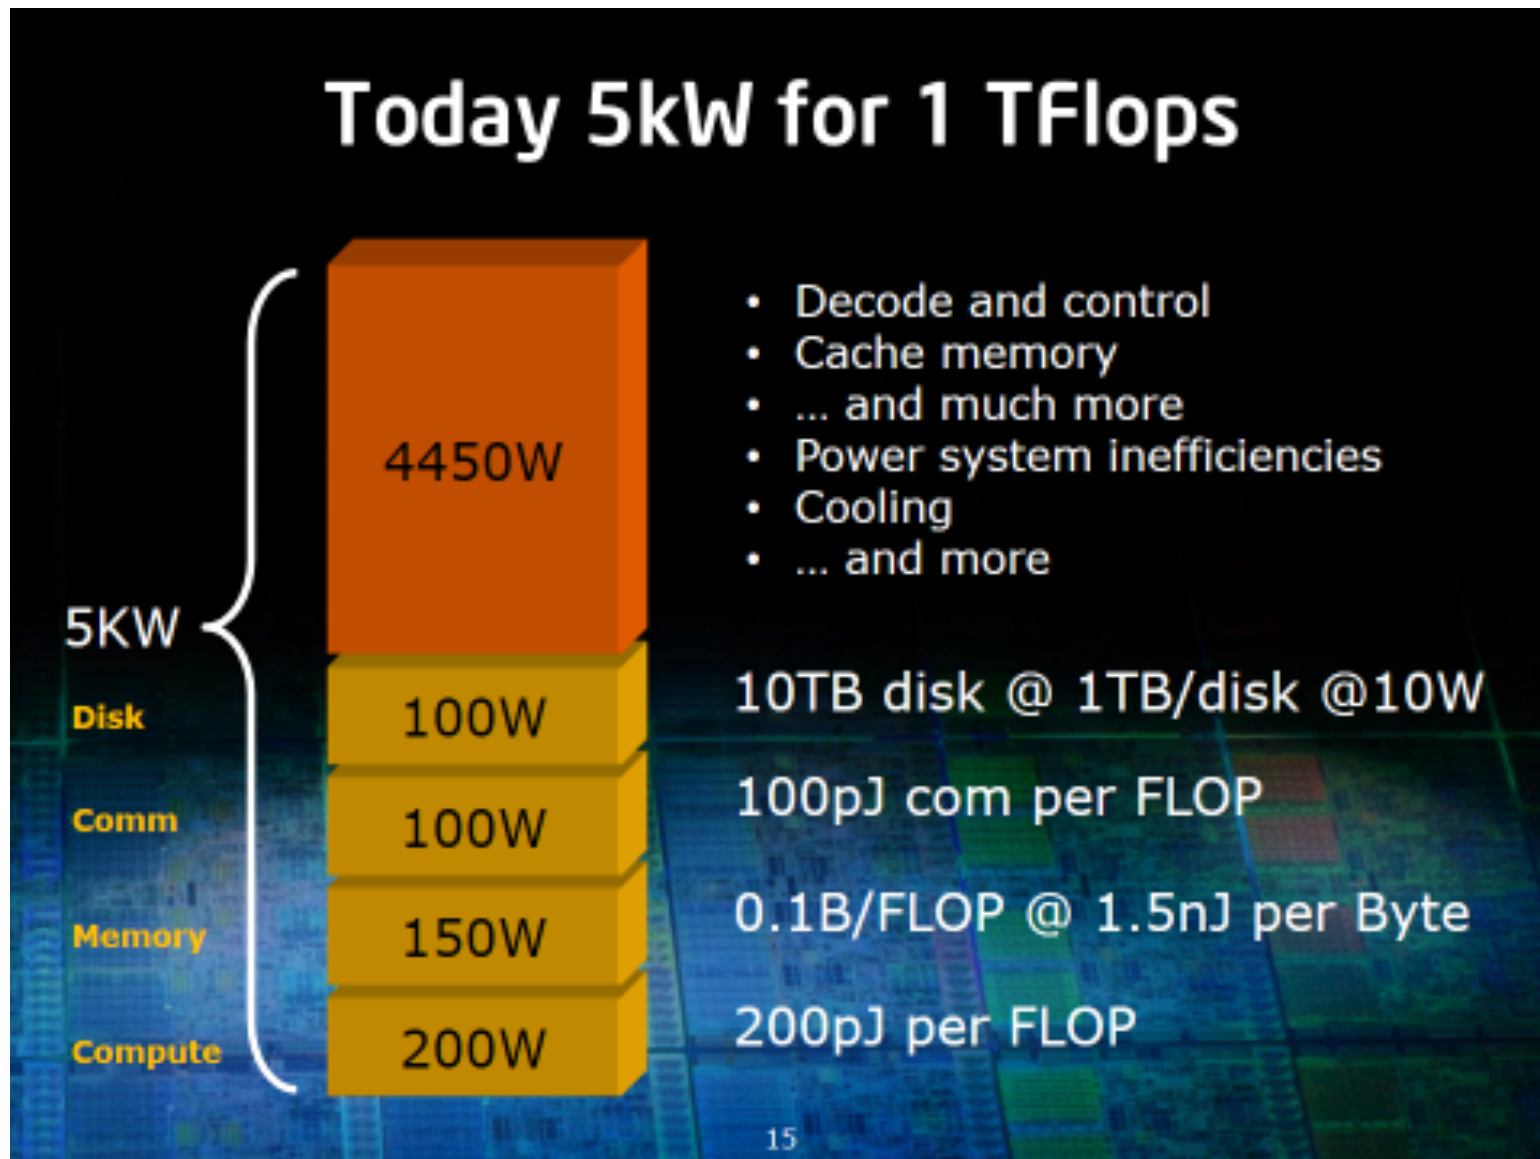 Today 5kW for 1 TFlops
4450W
• Decode and control
• Cache memory
• ... and much more
• Power system inefficiencies
• Cooling
• ... and more
5KW
Disk
100W
10TB disk @ 1TB/disk @10W
Comm
100W
100pJ com per FLOP
Memory
150W
0.1B/FLOP @ 1.5nJ per Byte
Compute
200W
200pJ per FLOP
15